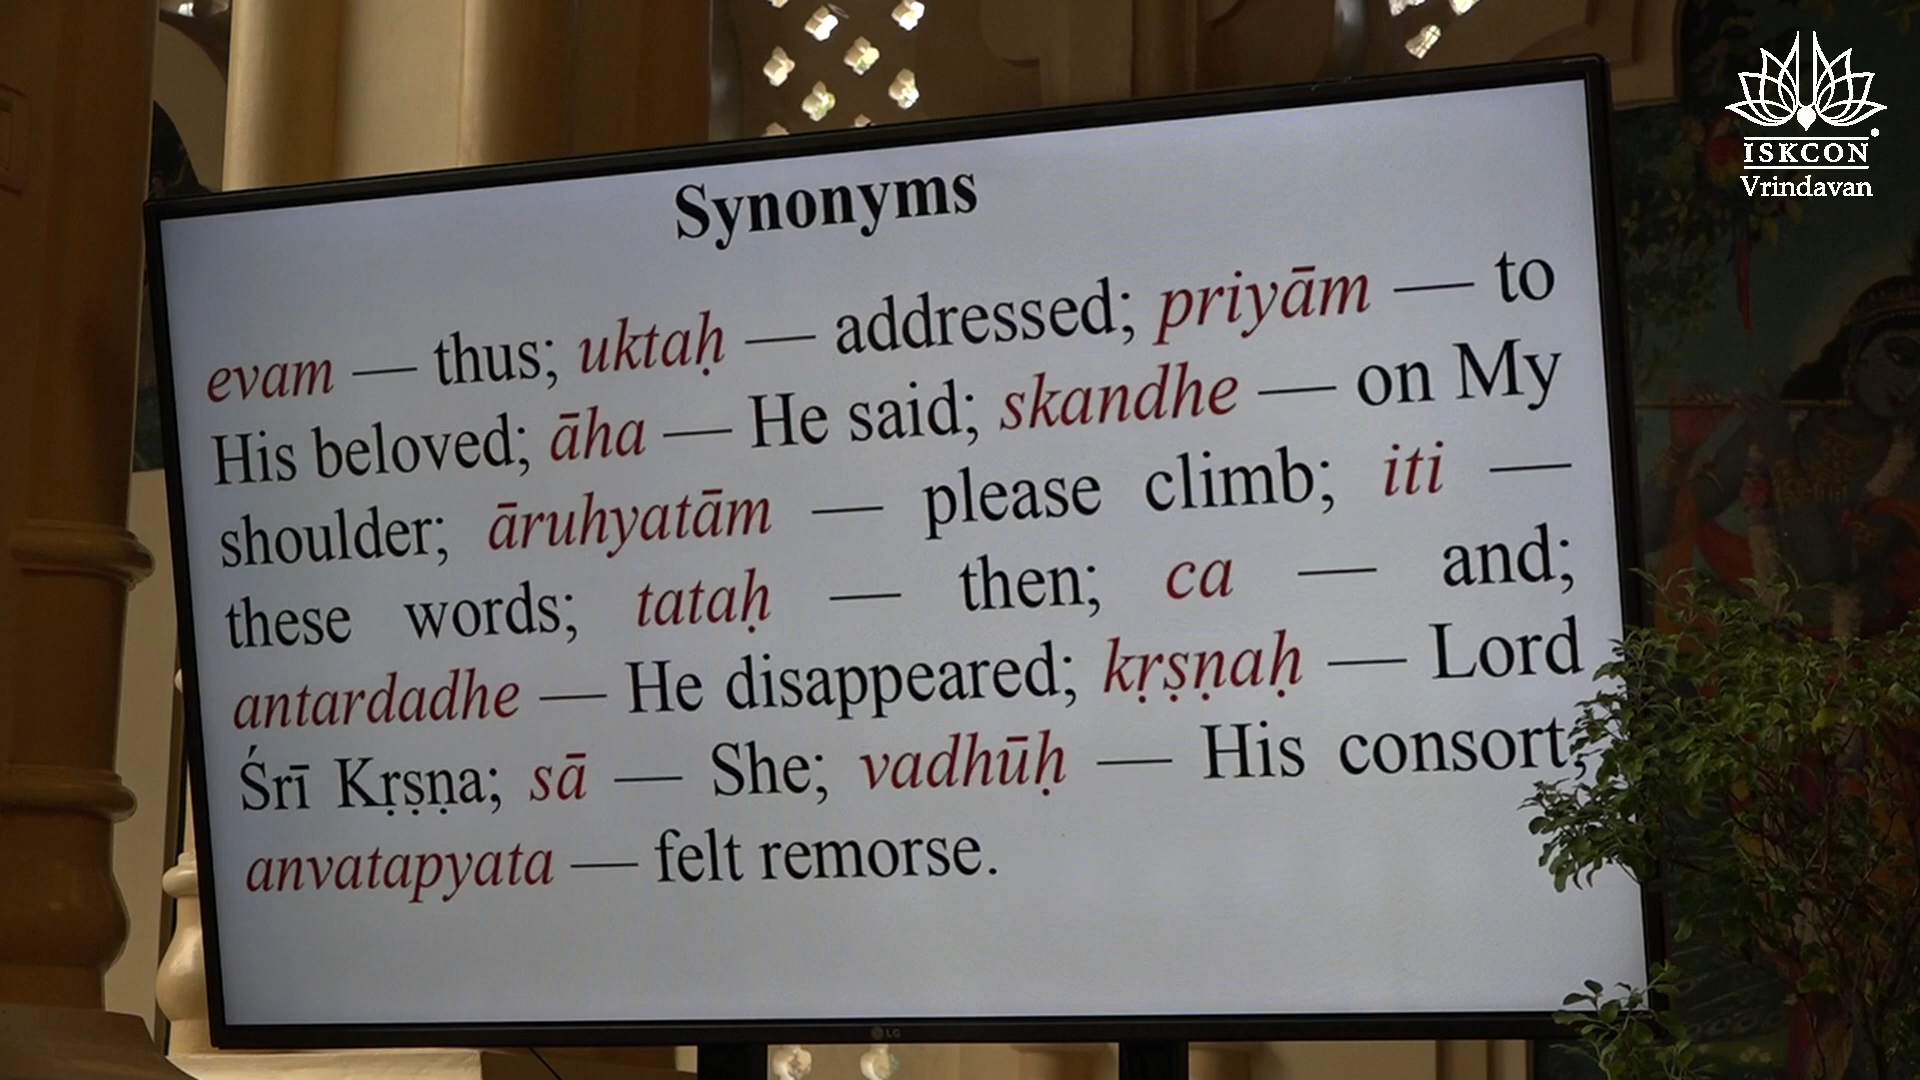 Synonyms
evam — thus; uktaḥ — addressed; priyām — to
His beloved; āha — He said; skandhe — on My
shoulder; āruhyatām — please climb; iti —
these words; tataḥ — then; ca — and;
antardadhe — He disappeared; kṛṣṇaḥ — Lord
Śrī Kṛṣṇa; sā — She; vadhūḥ — His consort;
anvatapyata — felt remorse.
ISKCON
Vrindavan
LG